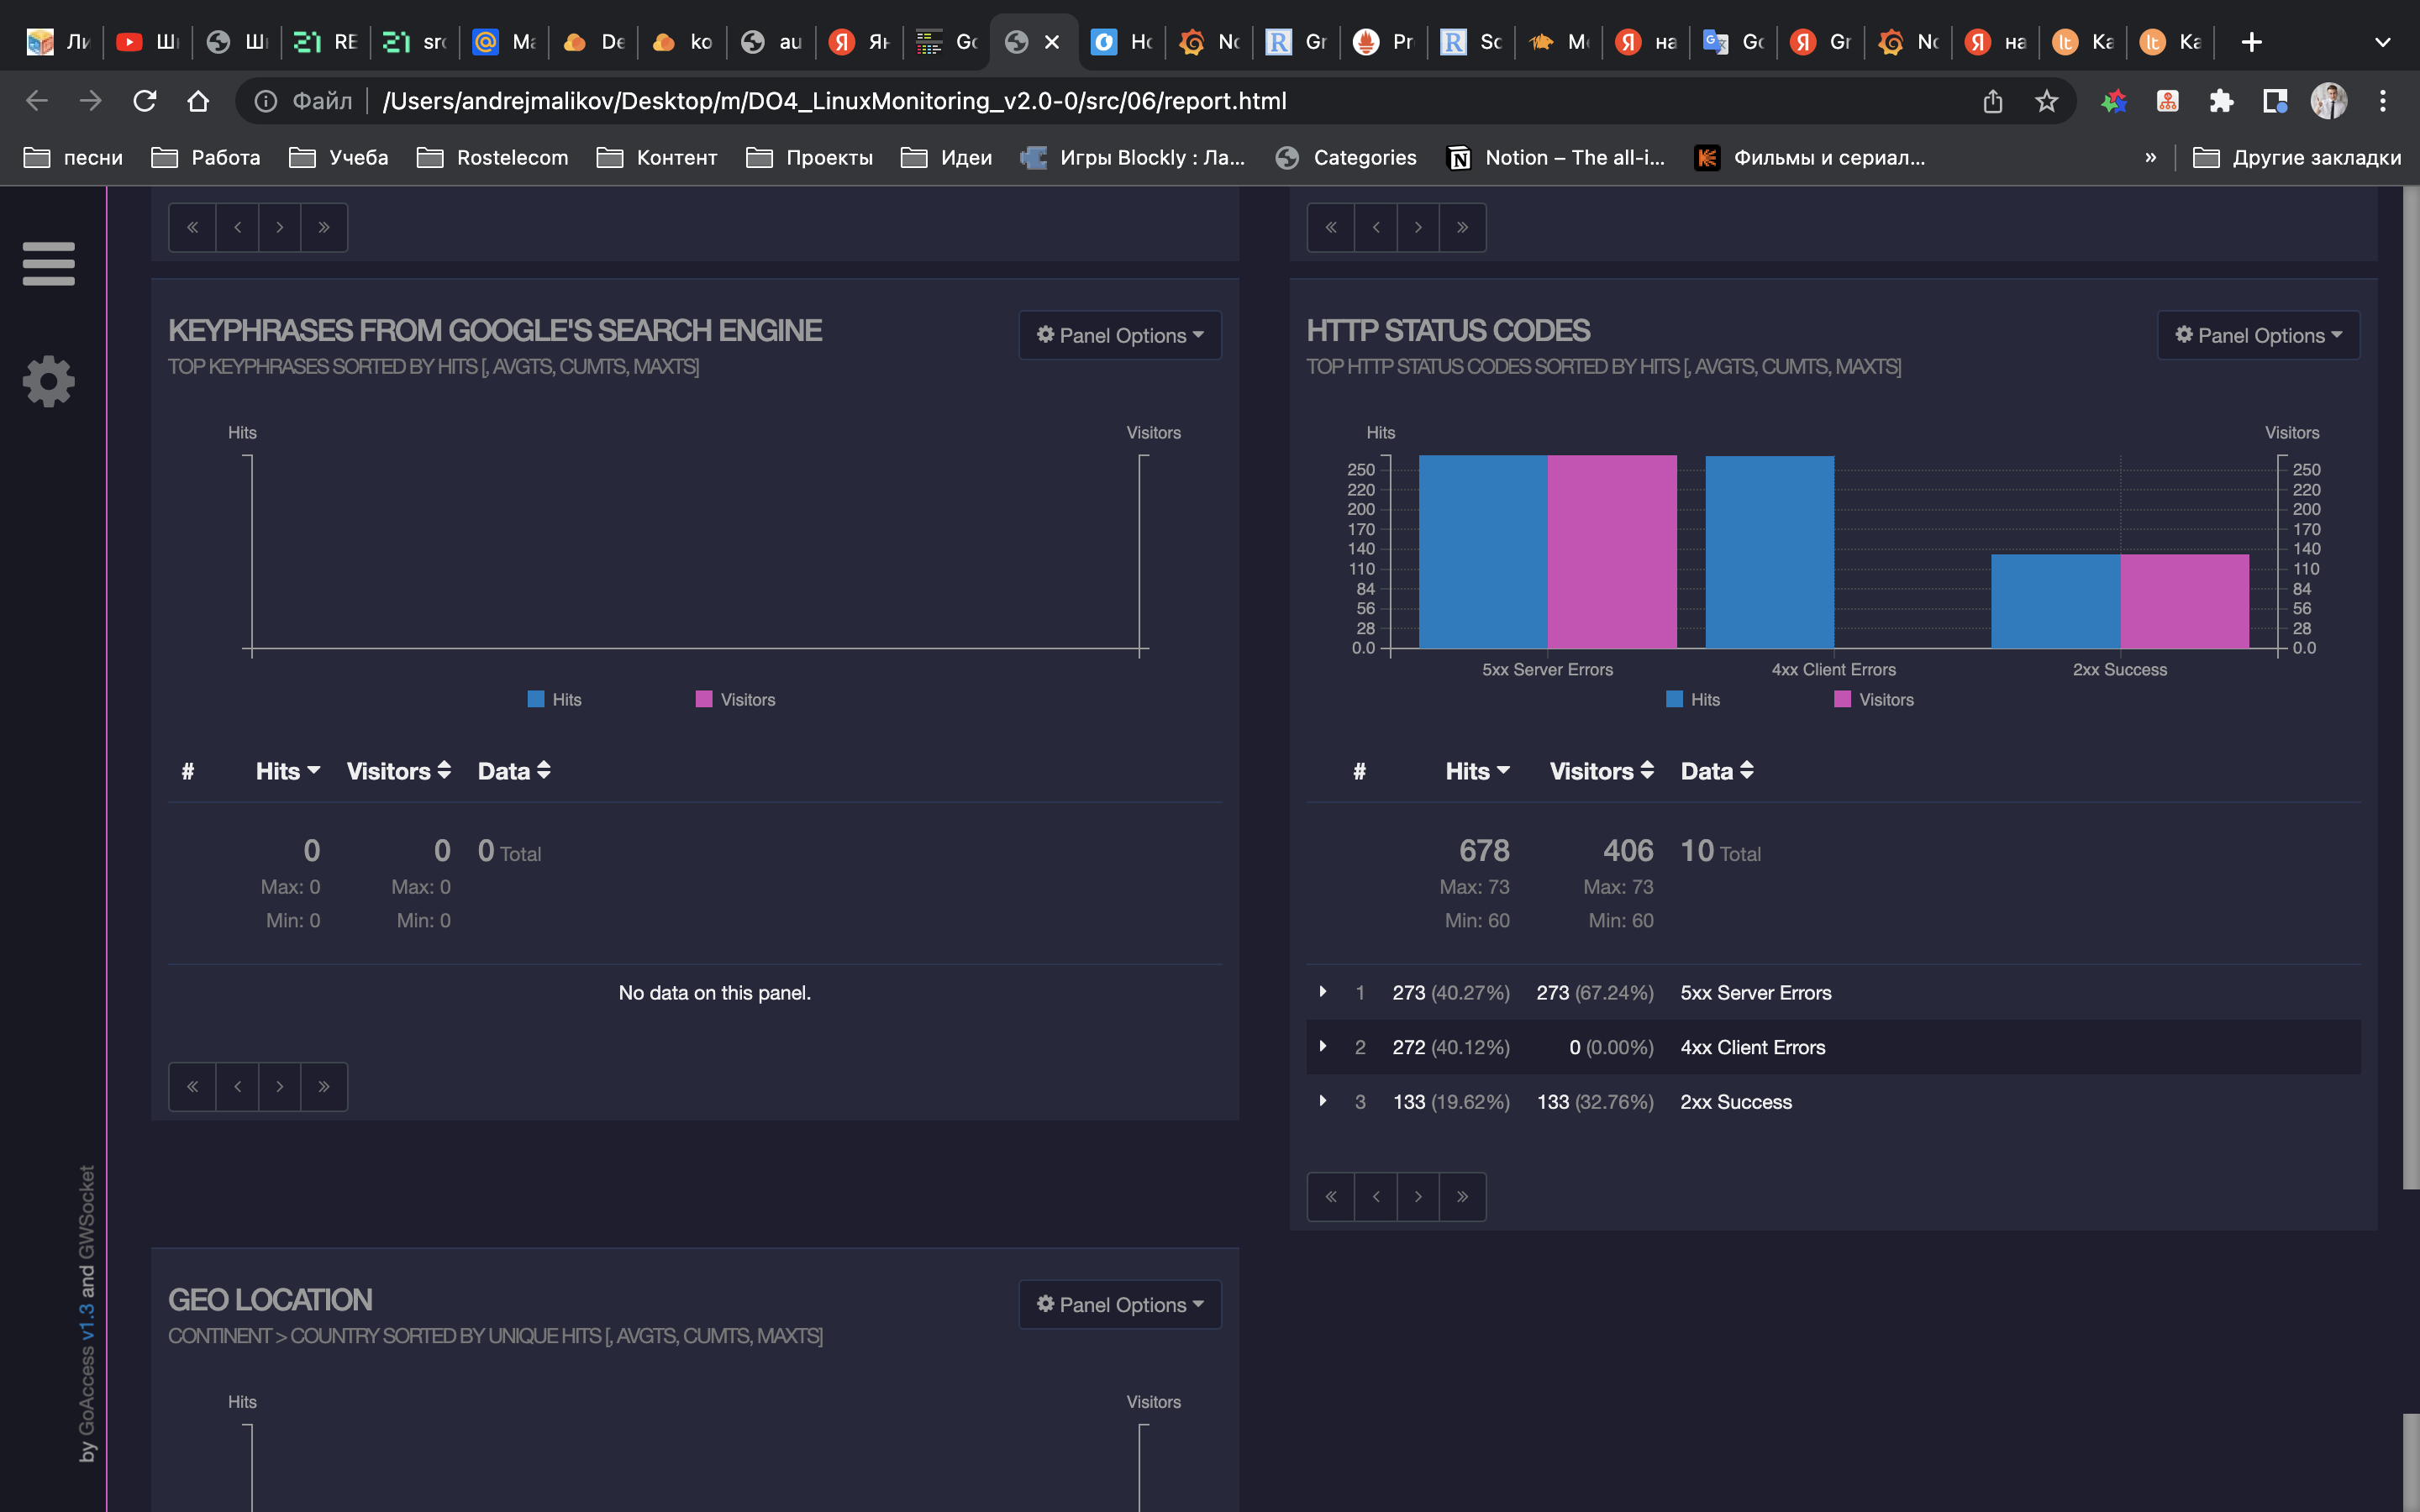 Ли Ш Ш RE src Ma De ko au Ян Go Ho No Gr Pr Sc Mo на Go Gr No на Ка Ка
Файл /Users/andrejmalikov/Desktop/m/DO4_LinuxMonitoring_v2.0-0/src/06/report.html
песни Работа Учеба Rostelecom Контент Проекты Идеи Игры Blockly : Ла... Categories Notion – The all-i... Фильмы и сериал... » Другие закладки
« ‹ › »
« ‹ › »
KEYPHRASES FROM GOOGLE'S SEARCH ENGINE
Panel Options
TOP KEYPHRASES SORTED BY HITS [, AVGTS, CUMTS, MAXTS]
Hits Visitors
Hits Visitors
# Hits Visitors Data
0 0 0 Total
Max: 0 Max: 0
Min: 0 Min: 0
No data on this panel.
« ‹ › »
HTTP STATUS CODES
Panel Options
TOP HTTP STATUS CODES SORTED BY HITS [, AVGTS, CUMTS, MAXTS]
Hits Visitors
250 250
220 220
200 200
170 170
140 140
110 110
84 84
56 56
28 28
0.0 0.0
5xx Server Errors 4xx Client Errors 2xx Success
Hits Visitors
# Hits Visitors Data
678 406 10 Total
Max: 73 Max: 73
Min: 60 Min: 60
1 273 (40.27%) 273 (67.24%) 5xx Server Errors
2 272 (40.12%) 0 (0.00%) 4xx Client Errors
3 133 (19.62%) 133 (32.76%) 2xx Success
« ‹ › »
GEO LOCATION
Panel Options
CONTINENT > COUNTRY SORTED BY UNIQUE HITS [, AVGTS, CUMTS, MAXTS]
Hits Visitors
by GoAccess v1.3 and GWSocket